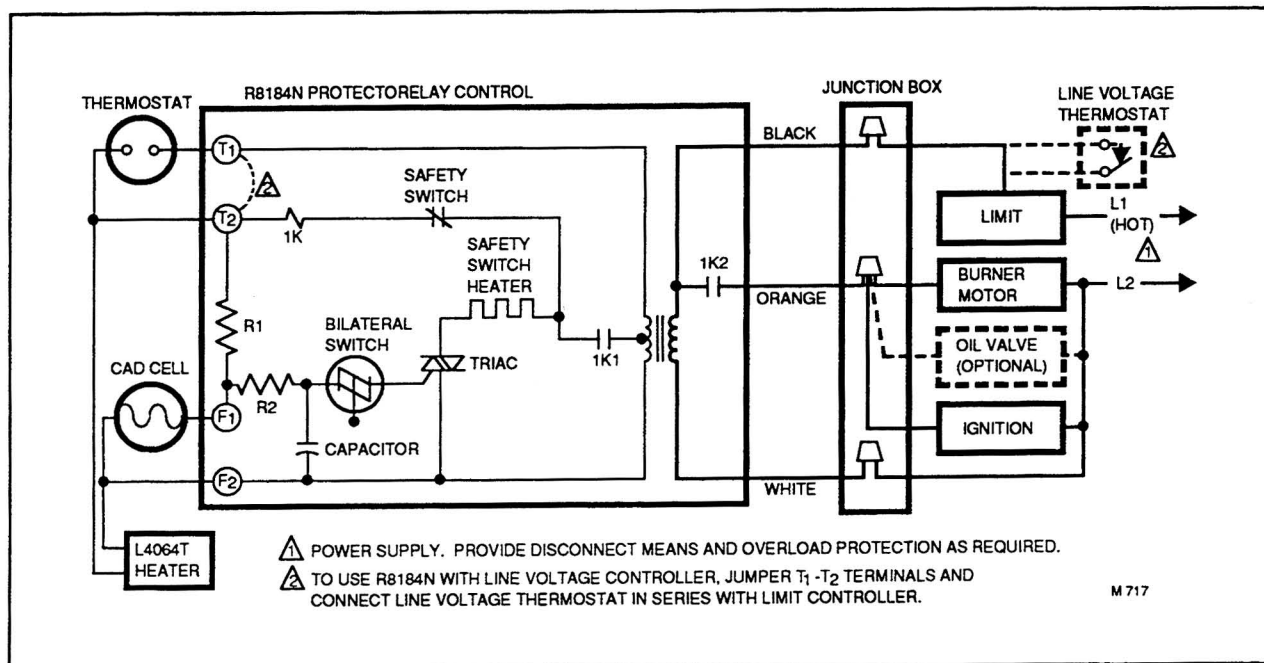 R8184N PROTECTORELAY CONTROL
JUNCTION BOX
LINE VOLTAGE
THERMOSTAT
THERMOSTAT
BLACK
T1
2
2
SAFETY
SWITCH
T2
1K
LIMIT
L1
(HOT)
1
SAFETY
SWITCH
HEATER
1K2
ORANGE
BURNER
MOTOR
L2
R1
BILATERAL
SWITCH
TRIAC
1K1
OIL VALVE
(OPTIONAL)
CAD CELL
R2
F1
IGNITION
CAPACITOR
F2
WHITE
L4064T
HEATER
1 POWER SUPPLY. PROVIDE DISCONNECT MEANS AND OVERLOAD PROTECTION AS REQUIRED.
2 TO USE R8184N WITH LINE VOLTAGE CONTROLLER, JUMPER T1 -T2 TERMINALS AND
CONNECT LINE VOLTAGE THERMOSTAT IN SERIES WITH LIMIT CONTROLLER.
M 717